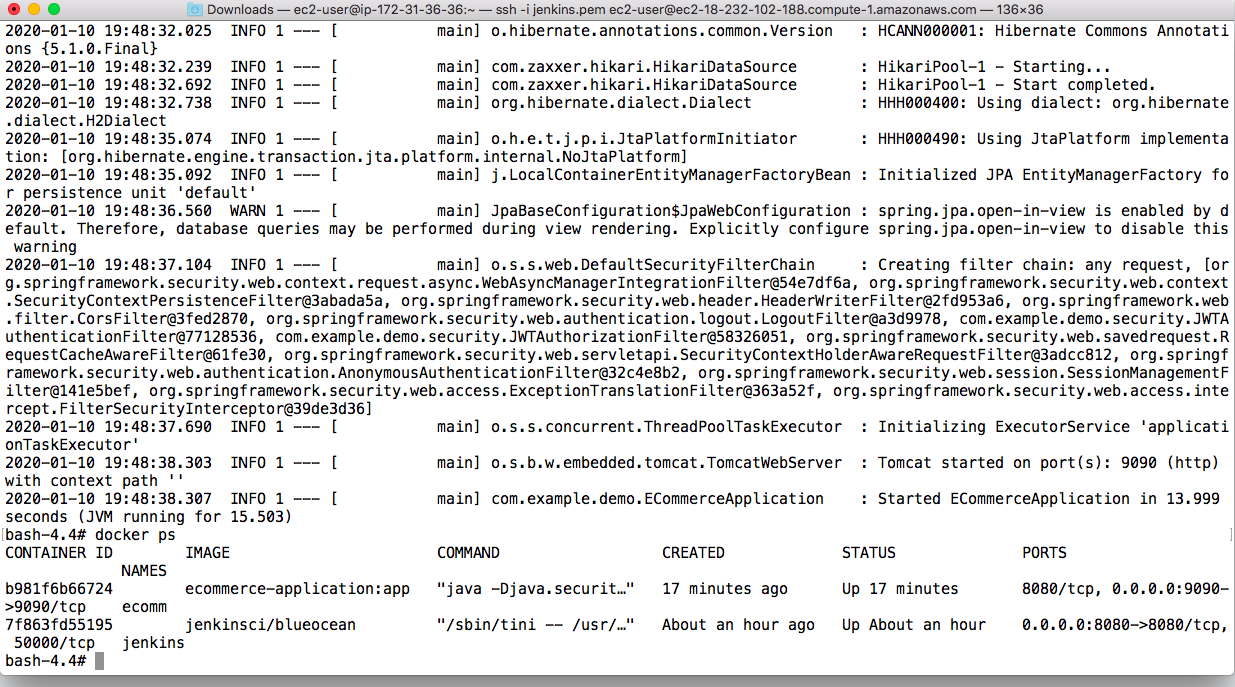 Downloads — ec2-user@ip-172-31-36-36:~ — ssh -i jenkins.pem ec2-user@ec2-18-232-102-188.compute-1.amazonaws.com — 136×36
2020-01-10 19:48:32.025  INFO 1 --- [           main] o.hibernate.annotations.common.Version   : HCANN000001: Hibernate Commons Annotati
ons {5.1.0.Final}
2020-01-10 19:48:32.239  INFO 1 --- [           main] com.zaxxer.hikari.HikariDataSource       : HikariPool-1 - Starting...
2020-01-10 19:48:32.692  INFO 1 --- [           main] com.zaxxer.hikari.HikariDataSource       : HikariPool-1 - Start completed.
2020-01-10 19:48:32.738  INFO 1 --- [           main] org.hibernate.dialect.Dialect            : HHH000400: Using dialect: org.hibernate
.dialect.H2Dialect
2020-01-10 19:48:35.074  INFO 1 --- [           main] o.h.e.t.j.p.i.JtaPlatformInitiator       : HHH000490: Using JtaPlatform implementa
tion: [org.hibernate.engine.transaction.jta.platform.internal.NoJtaPlatform]
2020-01-10 19:48:35.092  INFO 1 --- [           main] j.LocalContainerEntityManagerFactoryBean : Initialized JPA EntityManagerFactory fo
r persistence unit 'default'
2020-01-10 19:48:36.560  WARN 1 --- [           main] JpaBaseConfiguration$JpaWebConfiguration : spring.jpa.open-in-view is enabled by d
efault. Therefore, database queries may be performed during view rendering. Explicitly configure spring.jpa.open-in-view to disable this
 warning
2020-01-10 19:48:37.104  INFO 1 --- [           main] o.s.s.web.DefaultSecurityFilterChain     : Creating filter chain: any request, [or
g.springframework.security.web.context.request.async.WebAsyncManagerIntegrationFilter@54e7df6a, org.springframework.security.web.context
.SecurityContextPersistenceFilter@3abada5a, org.springframework.security.web.header.HeaderWriterFilter@2fd953a6, org.springframework.web
.filter.CorsFilter@3fed2870, org.springframework.security.web.authentication.logout.LogoutFilter@a3d9978, com.example.demo.security.JWTA
uthenticationFilter@77128536, com.example.demo.security.JWTAuthorizationFilter@58326051, org.springframework.security.web.savedrequest.R
equestCacheAwareFilter@61fe30, org.springframework.security.web.servletapi.SecurityContextHolderAwareRequestFilter@3adcc812, org.springf
ramework.security.web.authentication.AnonymousAuthenticationFilter@32c4e8b2, org.springframework.security.web.session.SessionManagementF
ilter@141e5bef, org.springframework.security.web.access.ExceptionTranslationFilter@363a52f, org.springframework.security.web.access.inte
rcept.FilterSecurityInterceptor@39de3d36]
2020-01-10 19:48:37.690  INFO 1 --- [           main] o.s.s.concurrent.ThreadPoolTaskExecutor  : Initializing ExecutorService 'applicati
onTaskExecutor'
2020-01-10 19:48:38.303  INFO 1 --- [           main] o.s.b.w.embedded.tomcat.TomcatWebServer  : Tomcat started on port(s): 9090 (http)
with context path ''
2020-01-10 19:48:38.307  INFO 1 --- [           main] com.example.demo.ECommerceApplication    : Started ECommerceApplication in 13.999
seconds (JVM running for 15.503)
[bash-4.4# docker ps ]
CONTAINER ID        IMAGE                       COMMAND                  CREATED             STATUS              PORTS
             NAMES
b981f6b66724        ecommerce-application:app   "java -Djava.securit…"   17 minutes ago      Up 17 minutes       8080/tcp, 0.0.0.0:9090-
>9090/tcp    ecomm
7f863fd55195        jenkinsci/blueocean         "/sbin/tini -- /usr/…"   About an hour ago   Up About an hour    0.0.0.0:8080->8080/tcp,
 50000/tcp   jenkins
bash-4.4#